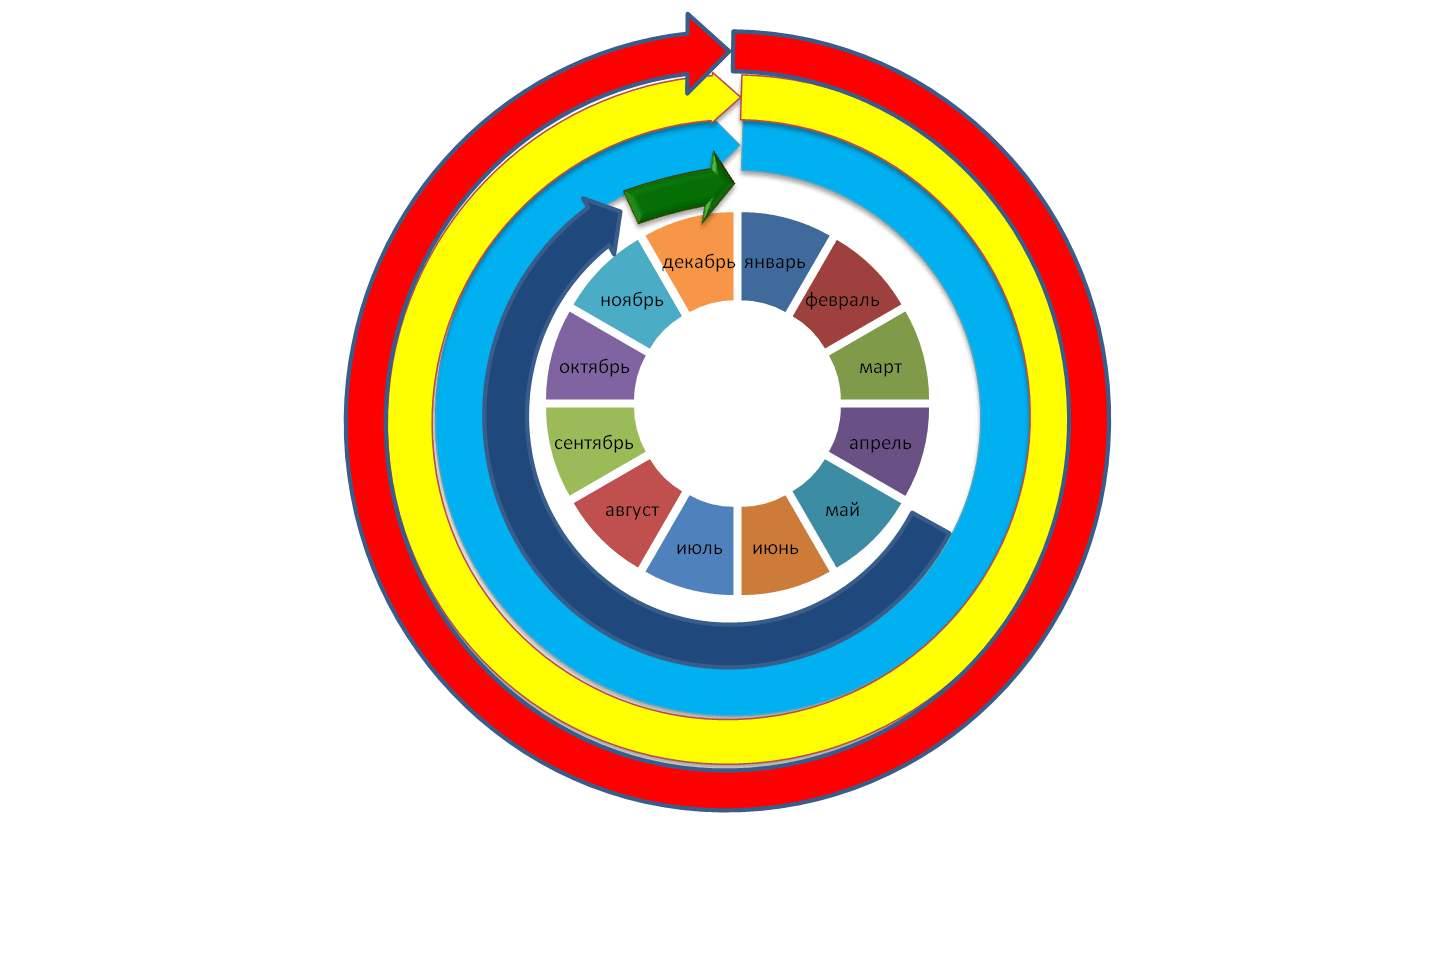 январь
февраль
март
апрель
май
июнь
июль
август
сентябрь
октябрь
ноябрь
декабрь